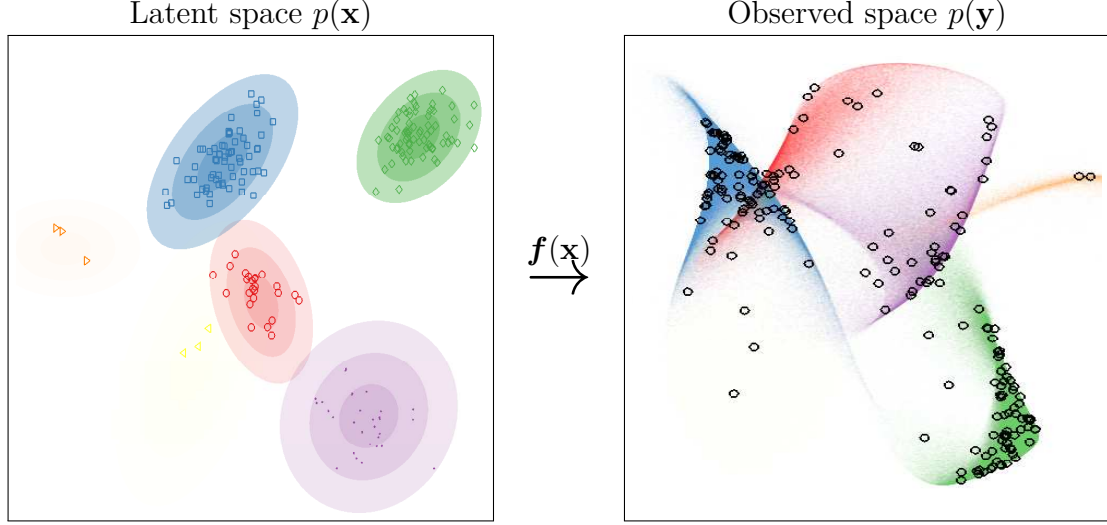 Latent space p(x)
Observed space p(y)
f(x)